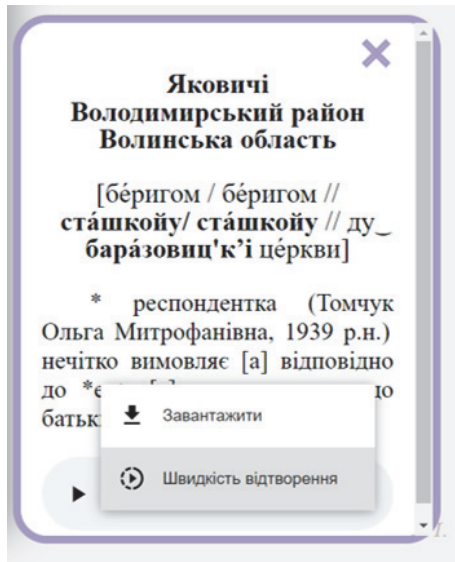 Яковичі
Володимирський район
Волинська область
[бе́ригом / бе́ригом //
ста́шкойу/ ста́шкойу // ду‿
бара́зовиц'к’і це́ркви]
* респондентка (Томчук
Ольга Митрофанівна, 1939 р.н.)
нечітко вимовляє [а] відповідно
до
Завантажити
Швидкість відтворення